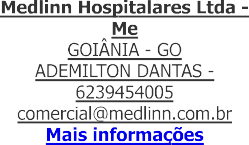 Medlinn Hospitalares Ltda -
Me
GOIÂNIA - GO
ADEMILTON DANTAS -
6239454005
comercial@medlinn.com.br
Mais informações